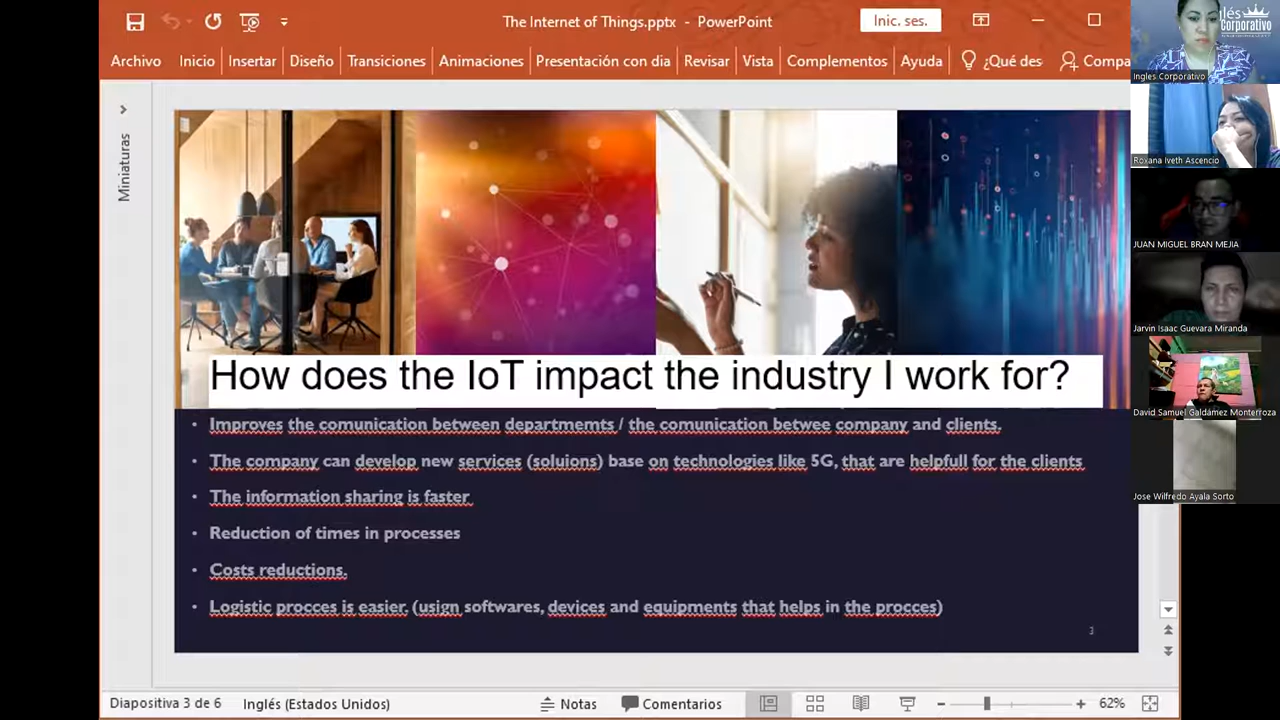 The Internet of Things.pptx - PowerPoint
Inic. ses.
Archivo Inicio Insertar Diseño Transiciones Animaciones Presentación con dia Revisar Vista Complementos Ayuda ¿Qué des Compa
Miniaturas
How does the IoT impact the industry I work for?
• Improves the comunication between departmemts / the comunication betwee company and clients.
• The company can develop new services (soluions) base on technologies like 5G, that are helpfull for the clients
• The information sharing is faster
• Reduction of times in processes
• Costs reductions.
• Logistic procces is easier. (usign softwares, devices and equipments that helps in the procces)
3
Diapositiva 3 de 6 Inglés (Estados Unidos) Notas Comentarios 62%
lés
Corporativo
Ingles Corporativo
Roxana Iveth Ascencio
JUAN MIGUEL BRAN MEJIA
Jarvin Isaac Guevara Miranda
David Samuel Galdámez Monterroza
Jose Wilfredo Ayala Sorto